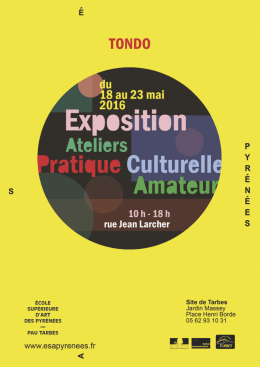 É
TONDO
du
18 au 23 mai
2016
Exposition
Ateliers
Pratique Culturelle
Amateur
10 h - 18 h
rue Jean Larcher
P
Y
R
É
N
É
E
S
S
ÉCOLE
SUPÉRIEURE
D'ART
DES PYRÉNÉES
—
PAU TARBES
www.esapyrenees.fr
A
Site de Tarbes
Jardin Massey
Place Henri Borde
05 62 93 10 31